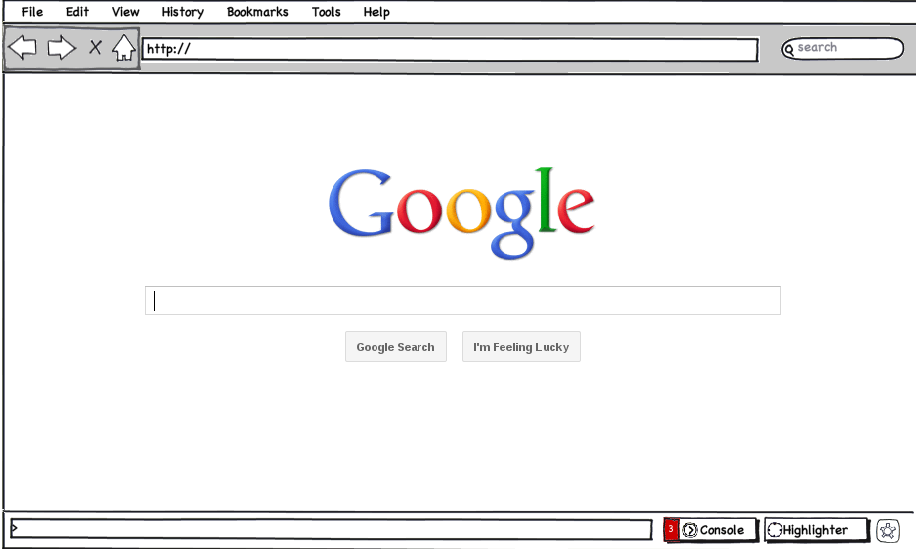 File Edit View History Bookmarks Tools Help
http:// search
Google
Google Search I'm Feeling Lucky
> 3 Console Highlighter